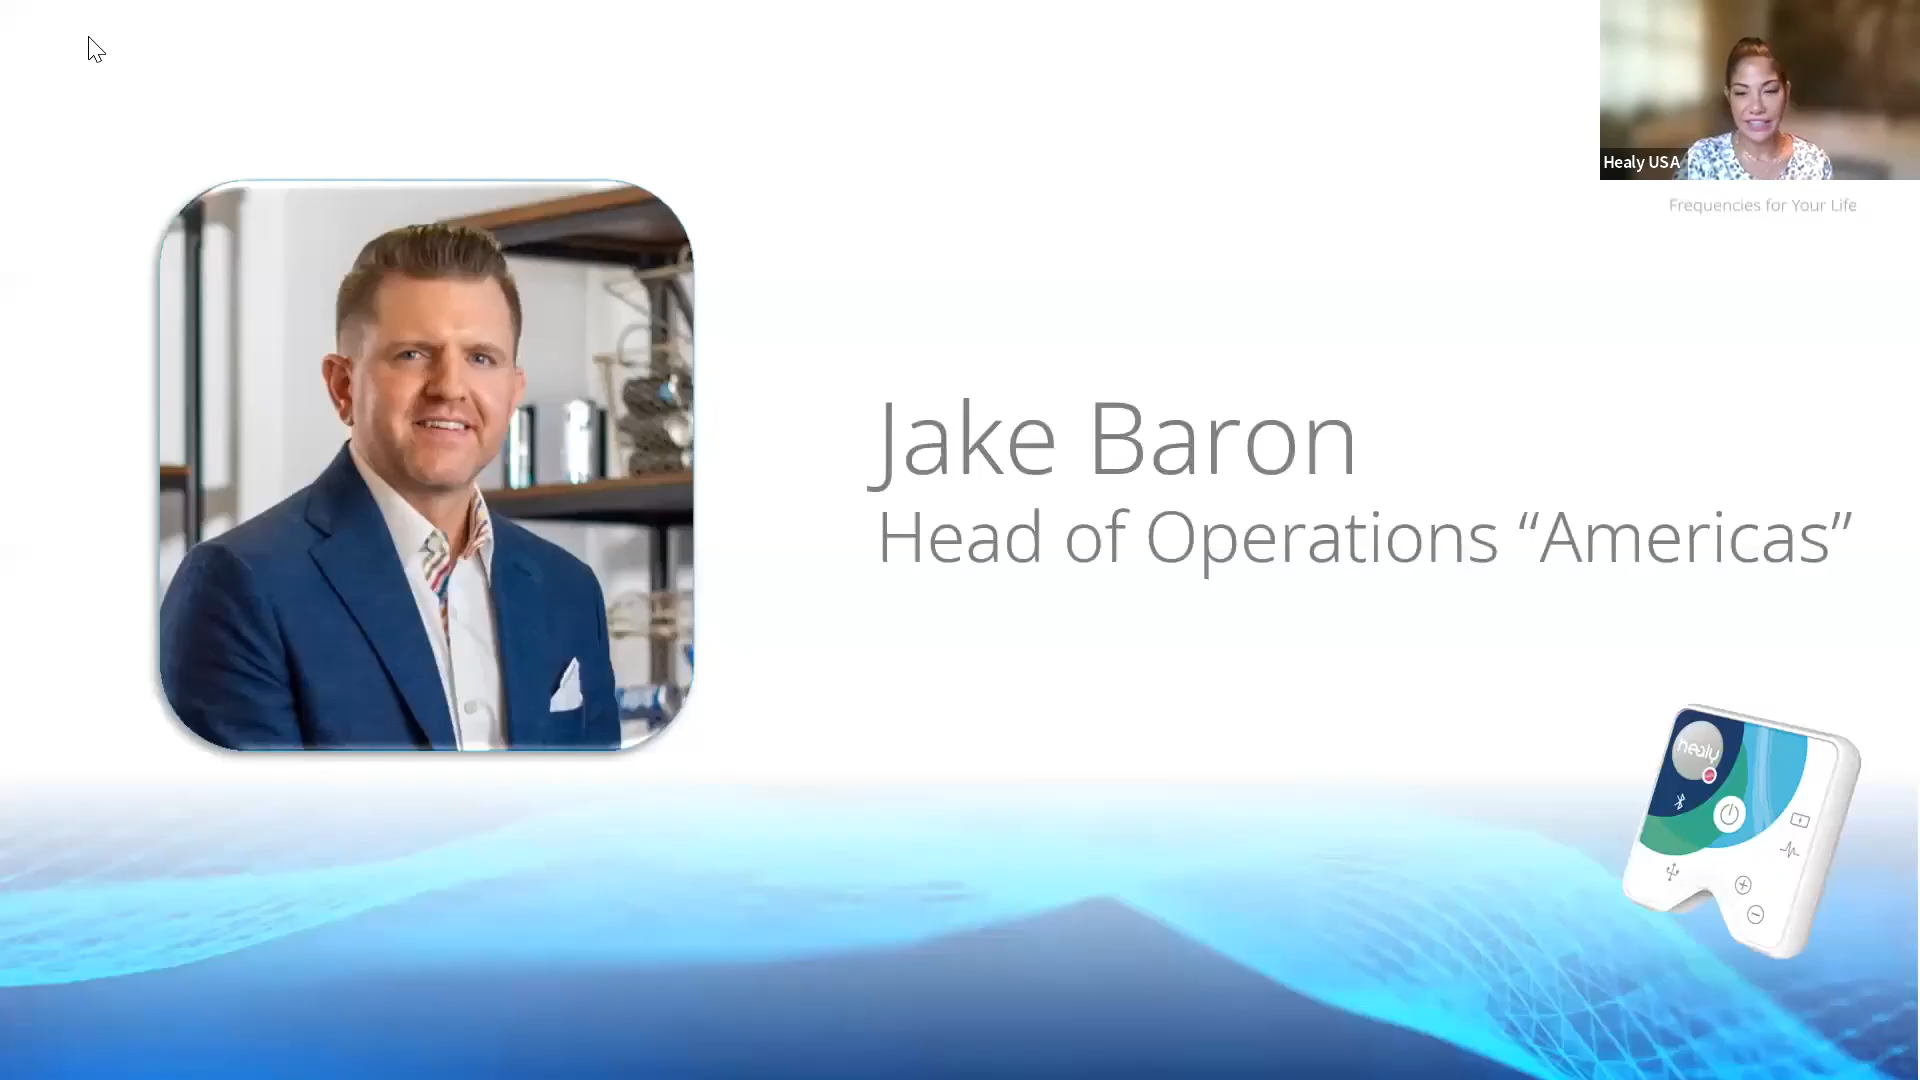 Healy USA
Frequencies for Your Life
Jake Baron
Head of Operations “Americas”
healy